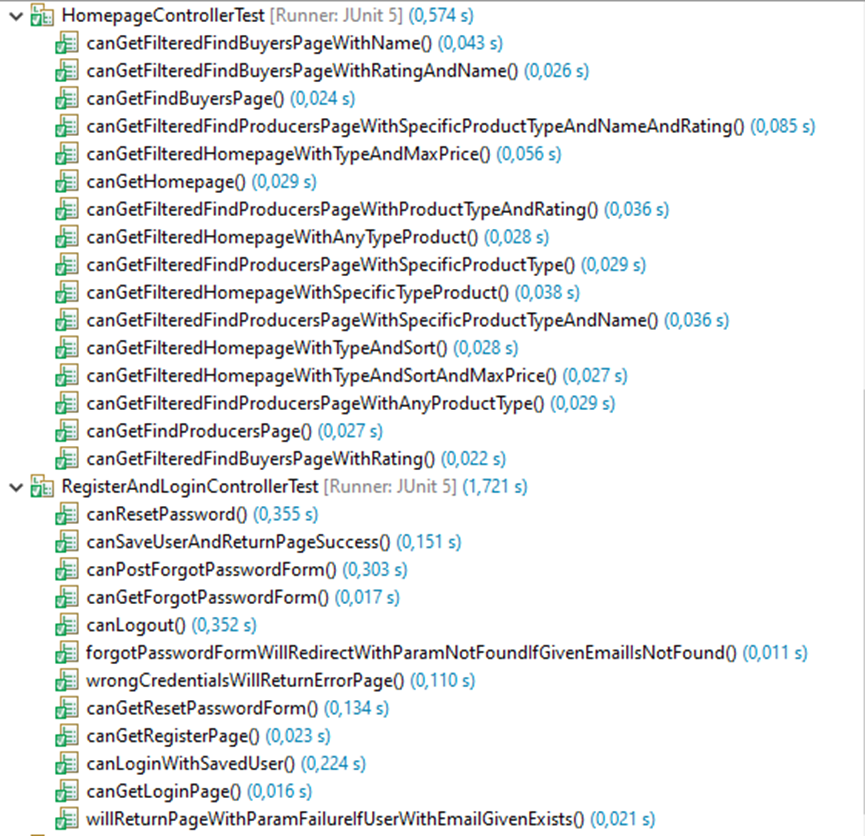 HomepageControllerTest [Runner: JUnit 5] (0,574 s)
canGetFilteredFindBuyersPageWithName() (0,043 s)
canGetFilteredFindBuyersPageWithRatingAndName() (0,026 s)
canGetFindBuyersPage() (0,024 s)
canGetFilteredFindProducersPageWithSpecificProductTypeAndNameAndRating() (0,085 s)
canGetFilteredHomepageWithTypeAndMaxPrice() (0,056 s)
canGetHomepage() (0,029 s)
canGetFilteredFindProducersPageWithProductTypeAndRating() (0,036 s)
canGetFilteredHomepageWithAnyTypeProduct() (0,028 s)
canGetFilteredFindProducersPageWithSpecificProductType() (0,029 s)
canGetFilteredHomepageWithSpecificTypeProduct() (0,038 s)
canGetFilteredFindProducersPageWithSpecificProductTypeAndName() (0,036 s)
canGetFilteredHomepageWithTypeAndSort() (0,028 s)
canGetFilteredHomepageWithTypeAndSortAndMaxPrice() (0,027 s)
canGetFilteredFindProducersPageWithAnyProductType() (0,029 s)
canGetFindProducersPage() (0,027 s)
canGetFilteredFindBuyersPageWithRating() (0,022 s)
RegisterAndLoginControllerTest [Runner: JUnit 5] (1,721 s)
canResetPassword() (0,355 s)
canSaveUserAndReturnPageSuccess() (0,151 s)
canPostForgotPasswordForm() (0,303 s)
canGetForgotPasswordForm() (0,017 s)
canLogout() (0,352 s)
forgotPasswordFormWillRedirectWithParamNotFoundIfGivenEmailIsNotFound() (0,011 s)
wrongCredentialsWillReturnErrorPage() (0,110 s)
canGetResetPasswordForm() (0,134 s)
canGetRegisterPage() (0,023 s)
canLoginWithSavedUser() (0,224 s)
canGetLoginPage() (0,016 s)
willReturnPageWithParamFailureIfUserWithEmailGivenExists() (0,021 s)